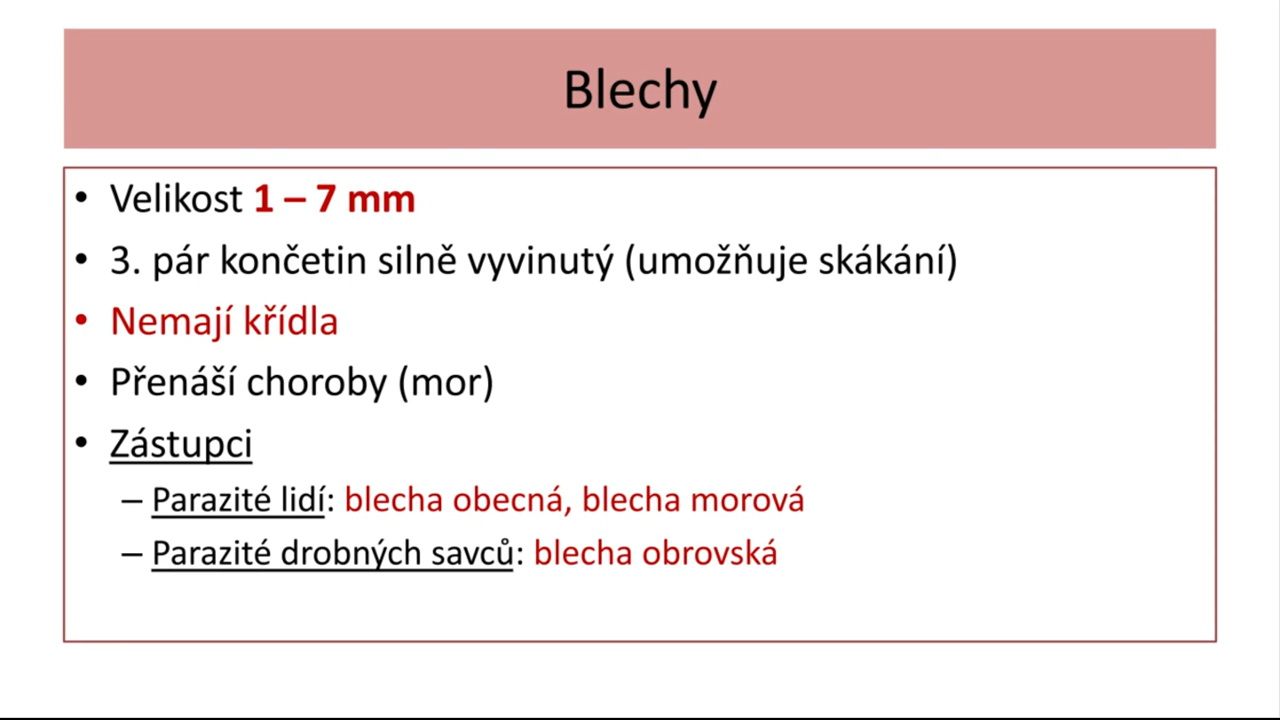 Blechy
• Velikost 1 – 7 mm
• 3. pár končetin silně vyvinutý (umožňuje skákání)
• Nemají křídla
• Přenáší choroby (mor)
• Zástupci
– Parazité lidí: blecha obecná, blecha morová
– Parazité drobných savců: blecha obrovská